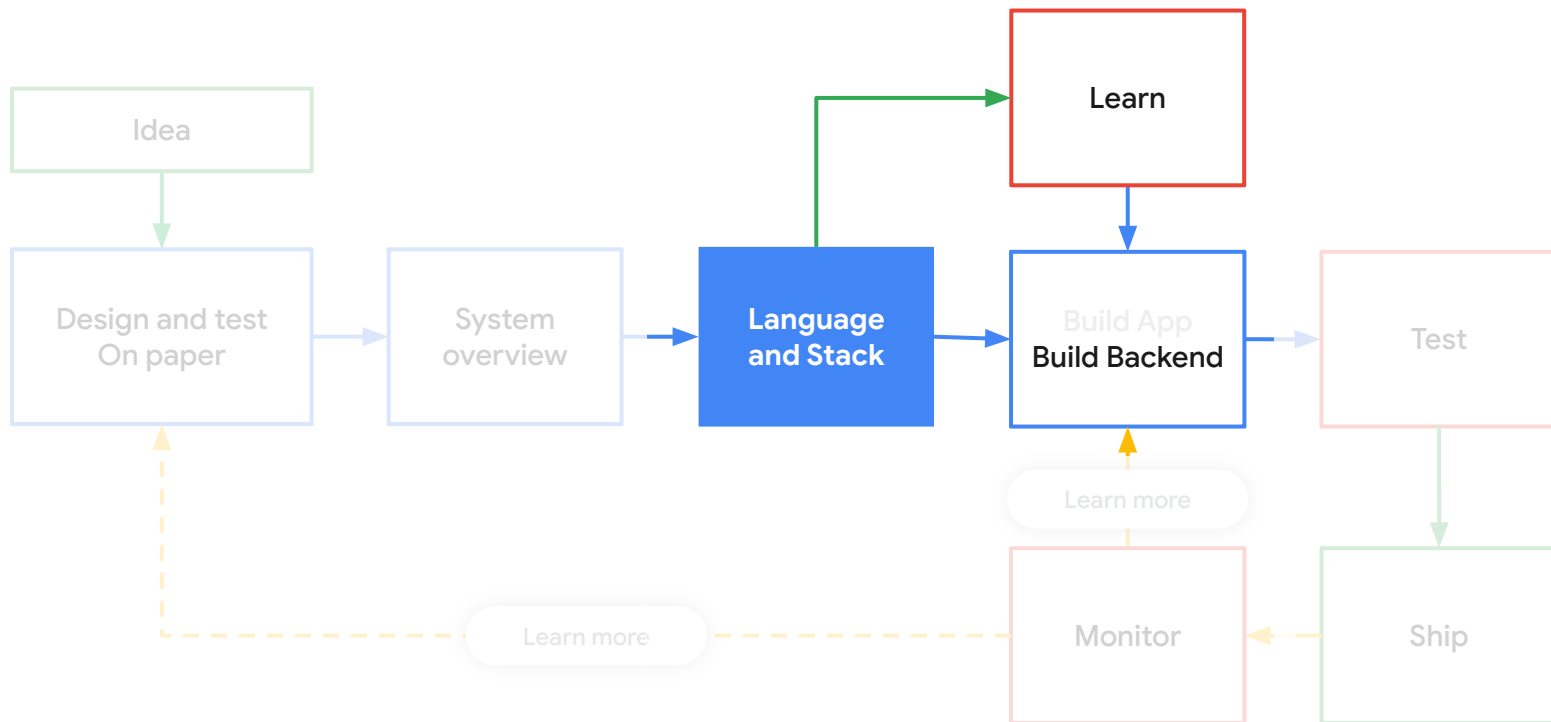 Learn
Idea
Design and test
On paper
System
overview
Language
and Stack
Build App
Build Backend
Test
Learn more
Learn more
Monitor
Ship